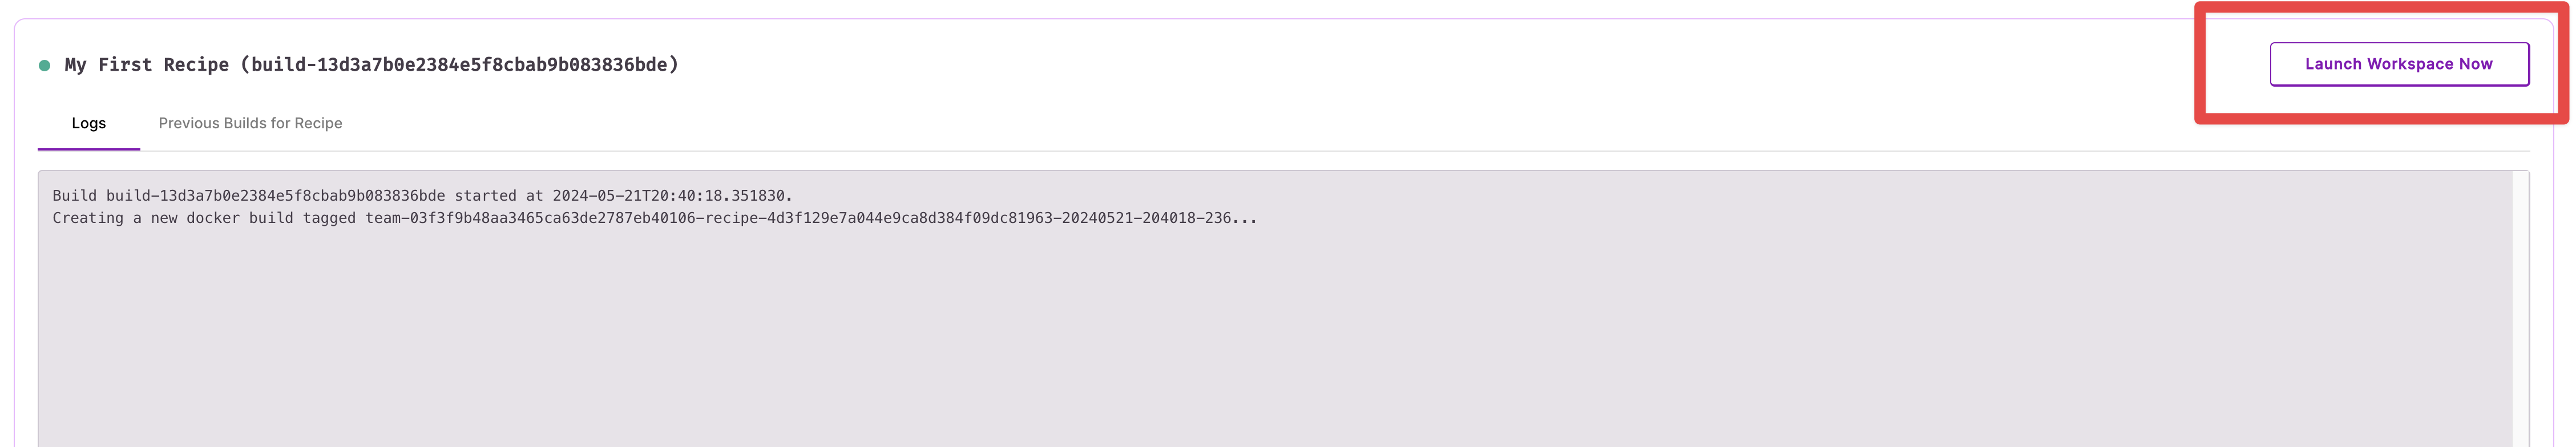 My First Recipe (build-13d3a7b0e2384e5f8cbab9b083836bde)
Launch Workspace Now
Logs
Previous Builds for Recipe
Build build-13d3a7b0e2384e5f8cbab9b083836bde started at 2024-05-21T20:40:18.351830.
Creating a new docker build tagged team-03f3f9b48aa3465ca63de2787eb40106-recipe-4d3f129e7a044e9ca8d384f09dc81963-20240521-204018-236...